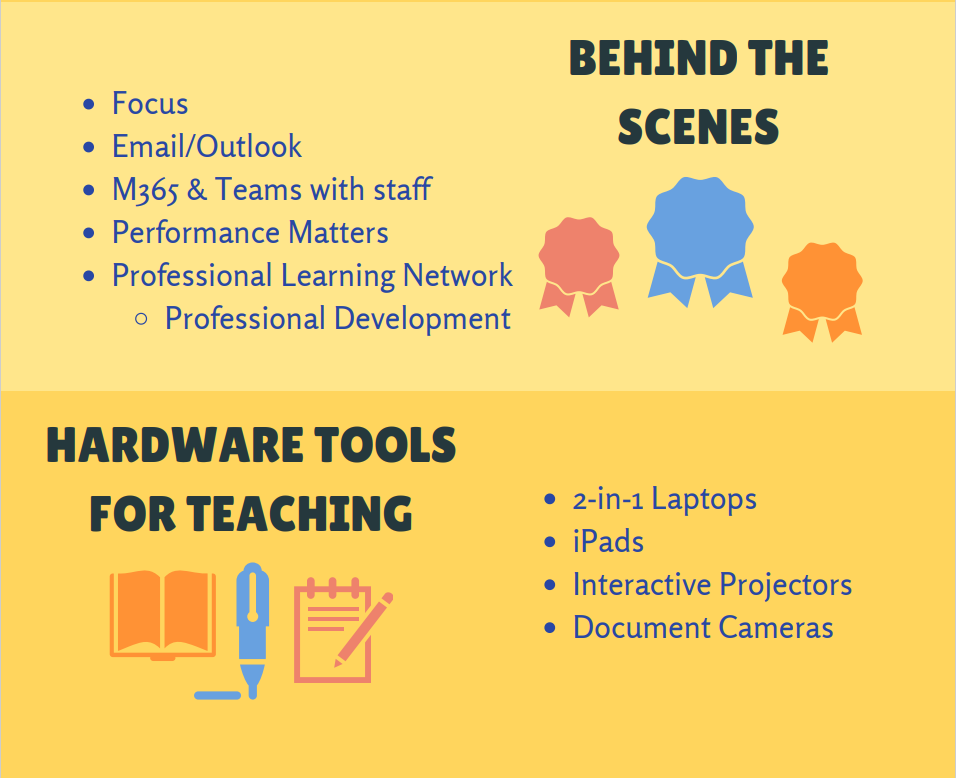 BEHIND THE
SCENES
• Focus
• Email/Outlook
• M365 & Teams with staff
• Performance Matters
• Professional Learning Network
○ Professional Development
HARDWARE TOOLS
FOR TEACHING
• 2-in-1 Laptops
• iPads
• Interactive Projectors
• Document Cameras